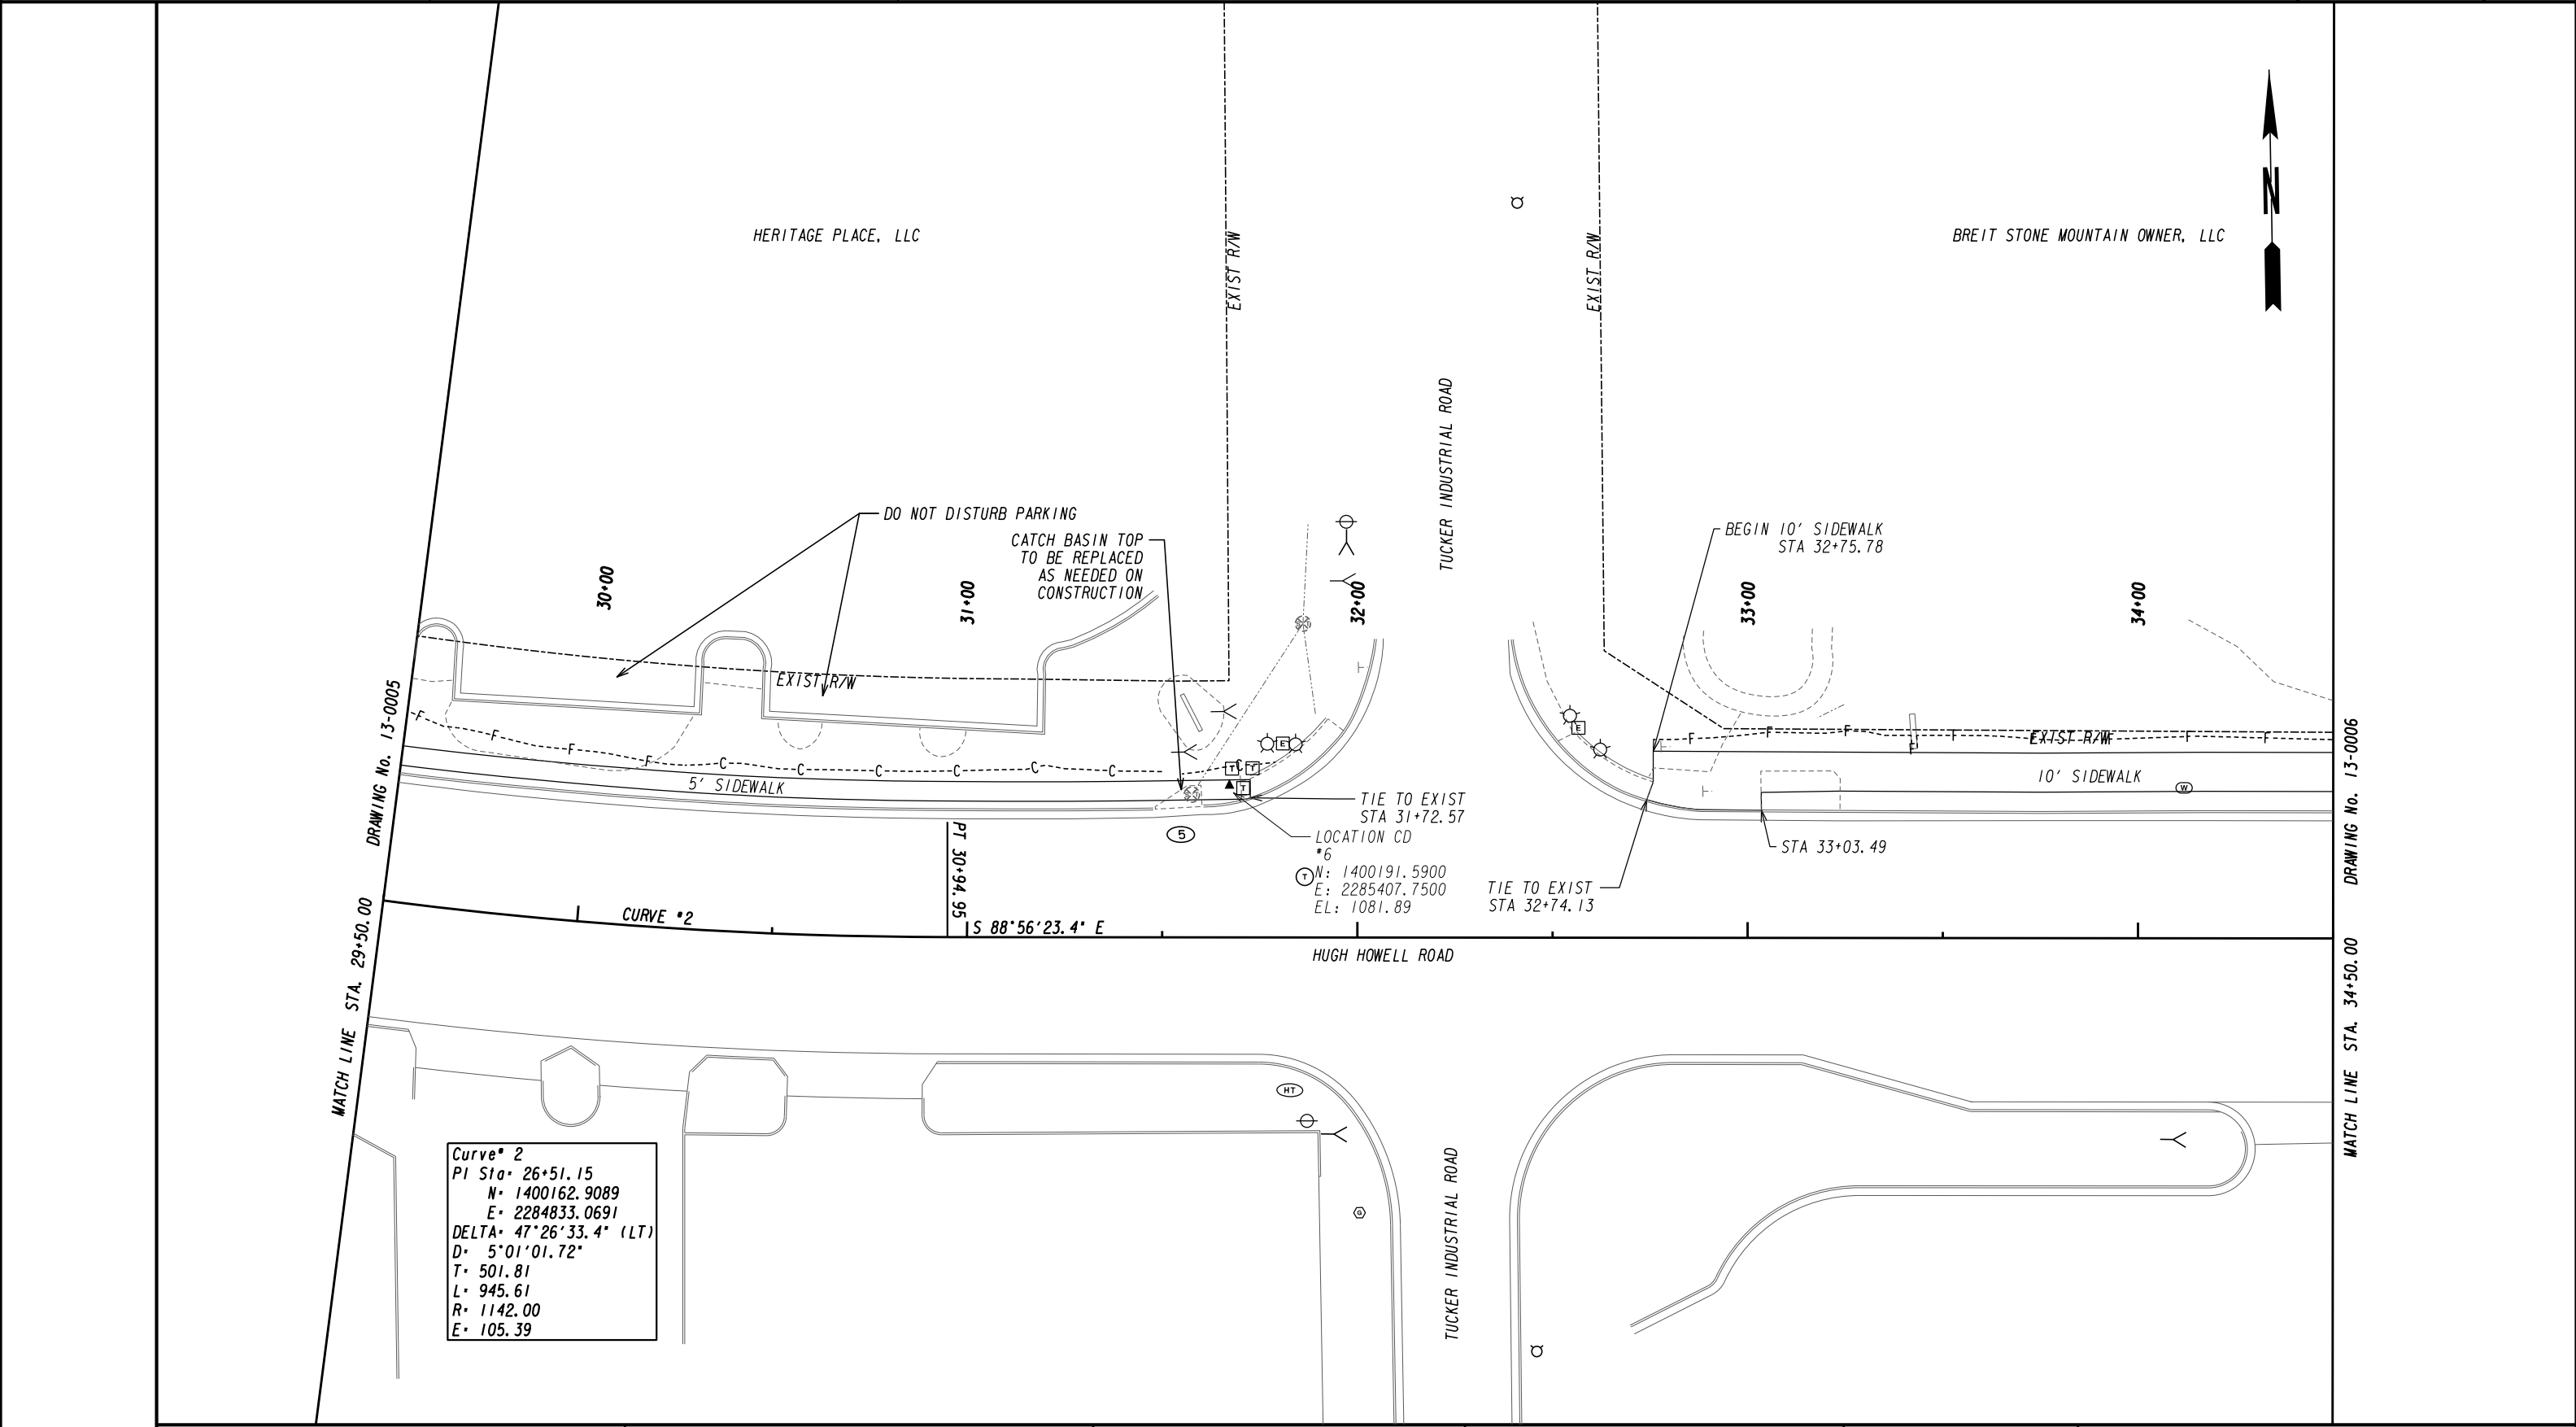 HERITAGE PLACE, LLC
EXIST R/W
EXIST R/W
BREIT STONE MOUNTAIN OWNER, LLC
N
TUCKER INDUSTRIAL ROAD
DO NOT DISTURB PARKING
CATCH BASIN TOP
TO BE REPLACED
AS NEEDED ON
CONSTRUCTION
BEGIN 10' SIDEWALK
STA 32+75.78
30+00
31+00
32+00
33+00
34+00
EXIST R/W
EXIST R/W
F F F F C C C C C C C
F F F F F F F F
T T T
E
E
5' SIDEWALK
10' SIDEWALK
W
5
TIE TO EXIST
STA 31+72.57
LOCATION CD
#6
T
N: 1400191.5900
E: 2285407.7500
EL: 1081.89
TIE TO EXIST
STA 32+74.13
STA 33+03.49
PT 30+94.95
CURVE #2
S 88°56'23.4" E
HUGH HOWELL ROAD
DRAWING No. 13-0005
MATCH LINE STA. 29+50.00
DRAWING No. 13-0006
MATCH LINE STA. 34+50.00
HT
G
TUCKER INDUSTRIAL ROAD
Curve# 2
PI Sta= 26+51.15
N= 1400162.9089
E= 2284833.0691
DELTA= 47°26'33.4" (LT)
D= 5°01'01.72"
T= 501.81
L= 945.61
R= 1142.00
E= 105.39